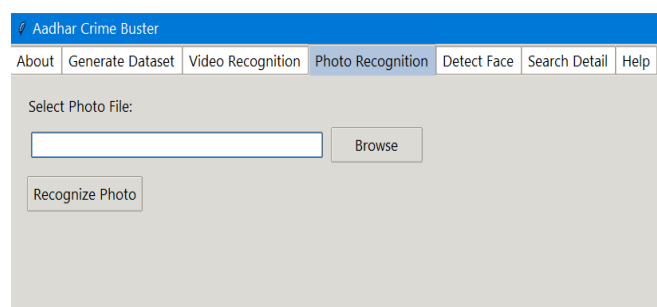 Aadhar Crime Buster
About Generate Dataset Video Recognition Photo Recognition Detect Face Search Detail Help
Select Photo File:
Browse
Recognize Photo